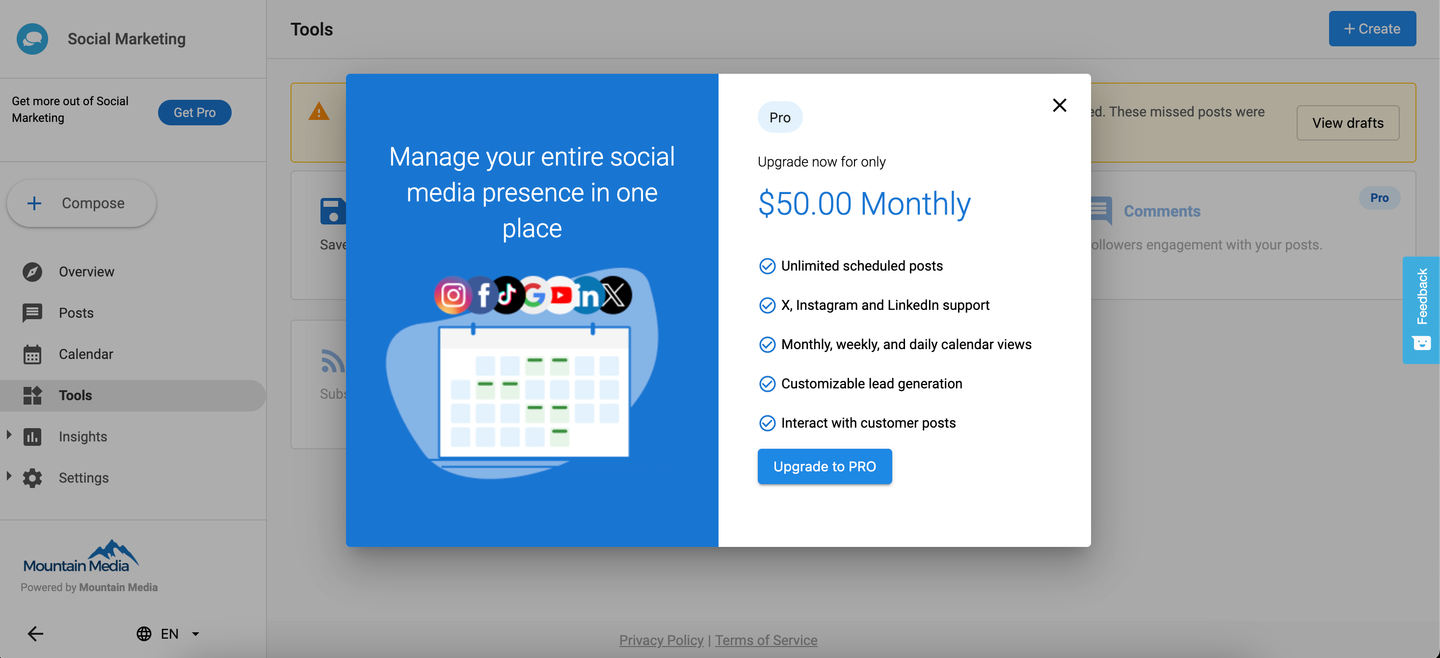 Social Marketing
Get more out of Social
Marketing
Get Pro
Compose
Overview
Posts
Calendar
Tools
Insights
Settings
Mountain Media
Powered by Mountain Media
EN
Tools
+ Create
ed. These missed posts were
View drafts
Save
Comments
Pro
ollowers engagement with your posts.
Subs
Manage your entire social
media presence in one
place
Pro
Upgrade now for only
$50.00 Monthly
Unlimited scheduled posts
X, Instagram and LinkedIn support
Monthly, weekly, and daily calendar views
Customizable lead generation
Interact with customer posts
Upgrade to PRO
Feedback
Privacy Policy | Terms of Service